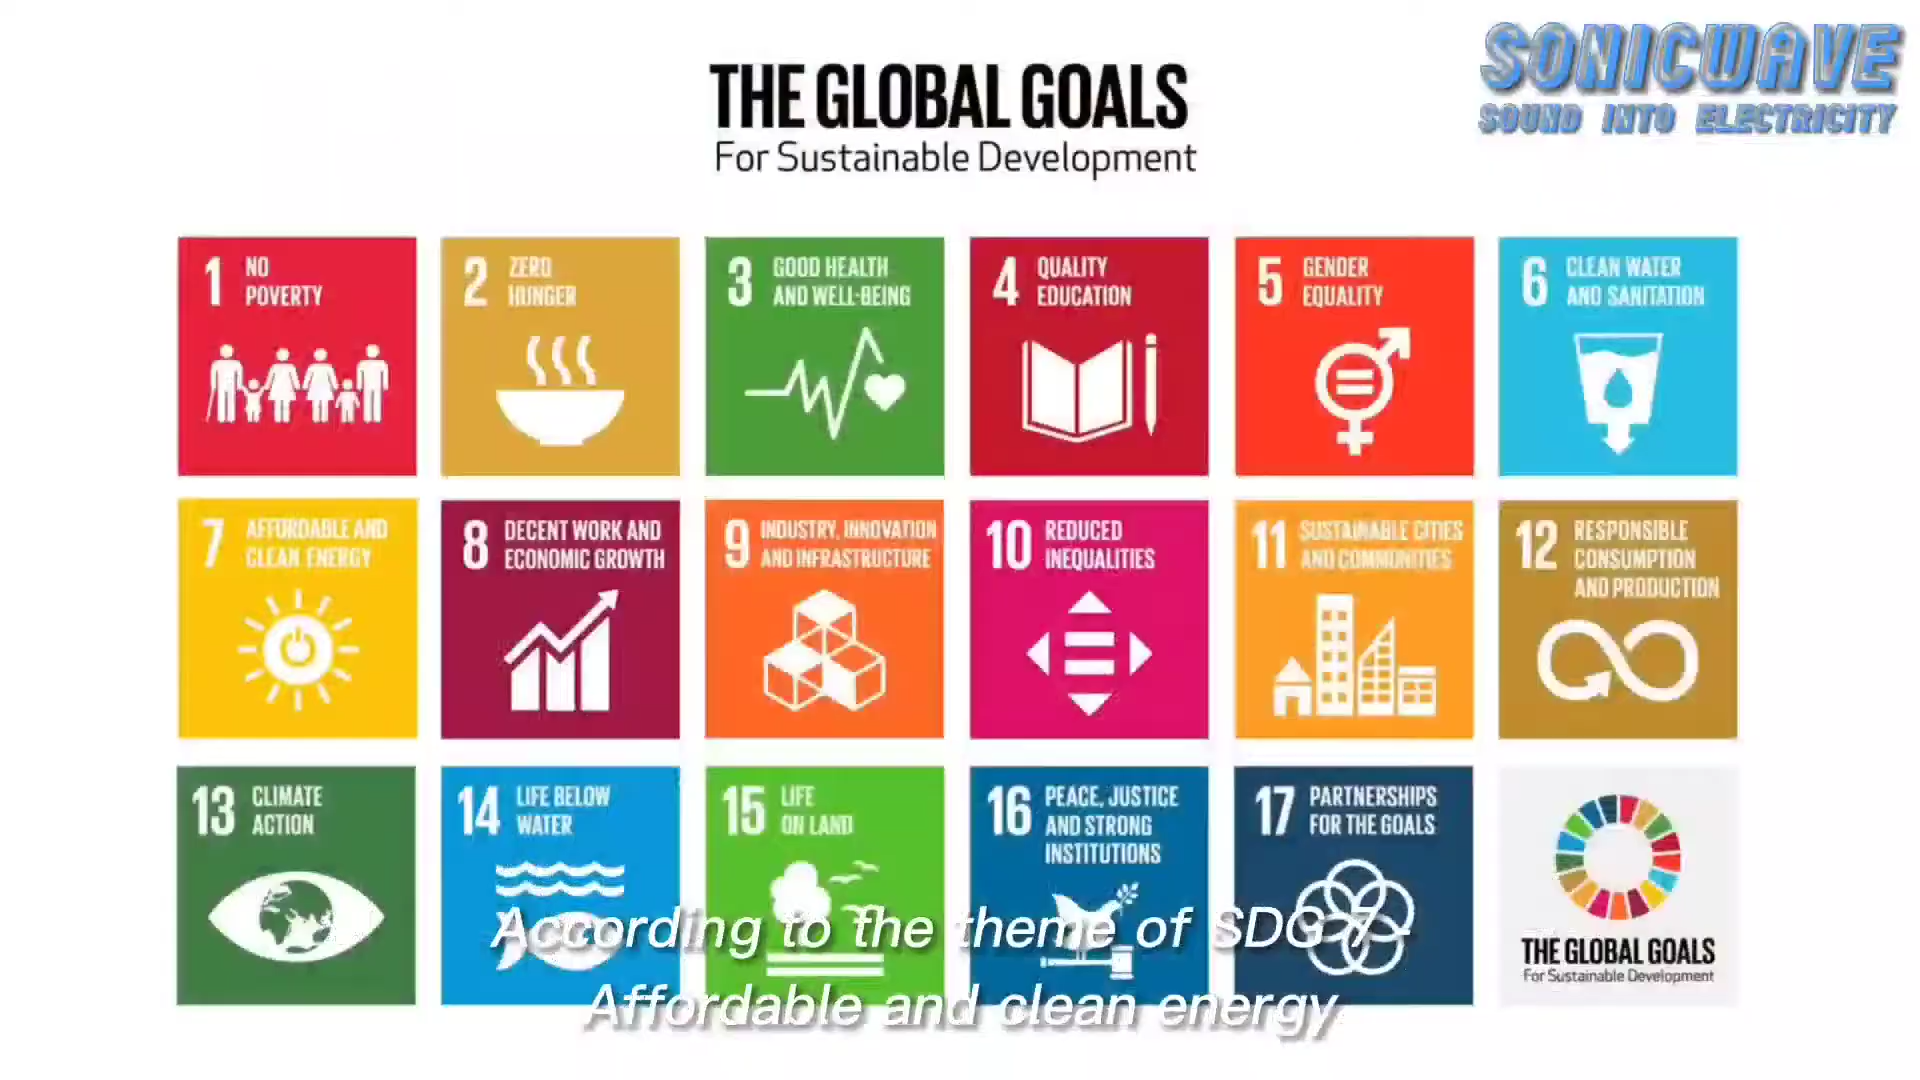 SONICWAVE
SOUND INTO ELECTRICITY
THE GLOBAL GOALS
For Sustainable Development
1 NO
POVERTY
2 ZERO
HUNGER
3 GOOD HEALTH
AND WELL-BEING
4 QUALITY
EDUCATION
5 GENDER
EQUALITY
6 CLEAN WATER
AND SANITATION
7 AFFORDABLE AND
CLEAN ENERGY
8 DECENT WORK AND
ECONOMIC GROWTH
9 INDUSTRY, INNOVATION
AND INFRASTRUCTURE
10 REDUCED
INEQUALITIES
11 SUSTAINABLE CITIES
AND COMMUNITIES
12 RESPONSIBLE
CONSUMPTION
AND PRODUCTION
13 CLIMATE
ACTION
14 LIFE BELOW
WATER
15 LIFE
ON LAND
16 PEACE, JUSTICE
AND STRONG
INSTITUTIONS
17 PARTNERSHIPS
FOR THE GOALS
THE GLOBAL GOALS
For Sustainable Development
According to the theme of SDG 7 -
Affordable and clean energy